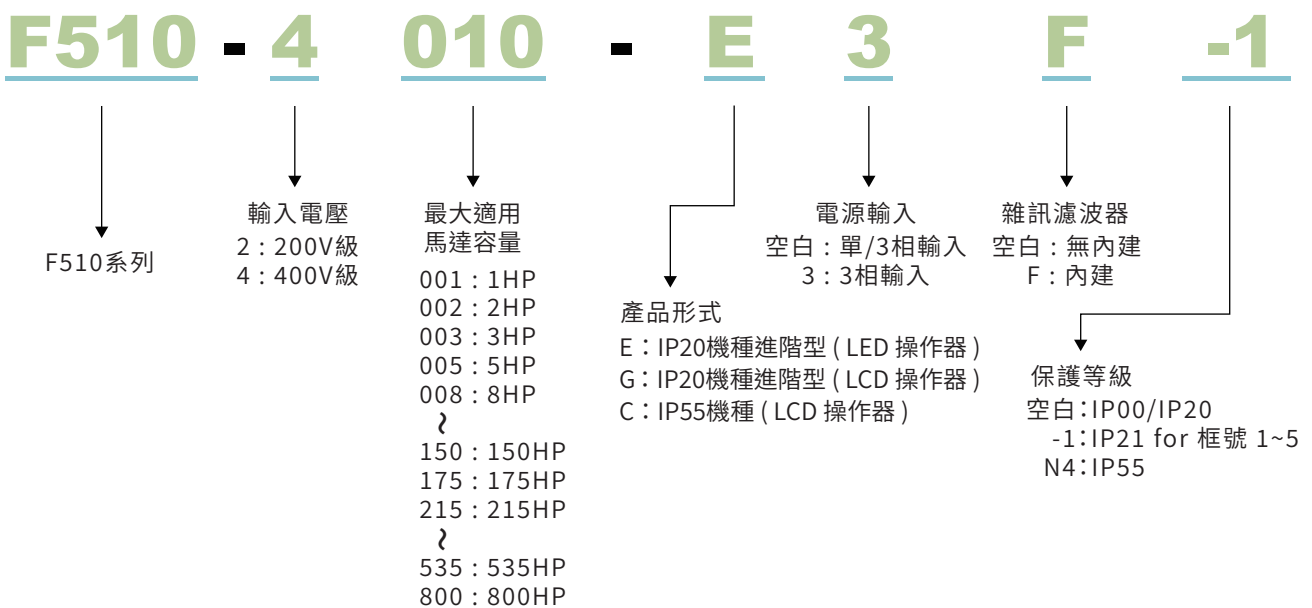 F510 - 4 010 - E 3 F -1
F510系列
輸入電壓
2 : 200V級
4 : 400V級
最大適用
馬達容量
001 : 1HP
002 : 2HP
003 : 3HP
005 : 5HP
008 : 8HP
~
150 : 150HP
175 : 175HP
215 : 215HP
~
535 : 535HP
800 : 800HP
產品形式
E：IP20機種進階型 ( LED 操作器 )
G：IP20機種進階型 ( LCD 操作器 )
C：IP55機種 ( LCD 操作器 )
電源輸入
空白 : 單/3相輸入
3 : 3相輸入
雜訊濾波器
空白 : 無內建
F : 內建
保護等級
空白:IP00/IP20
-1:IP21 for 框號 1~5
N4:IP55